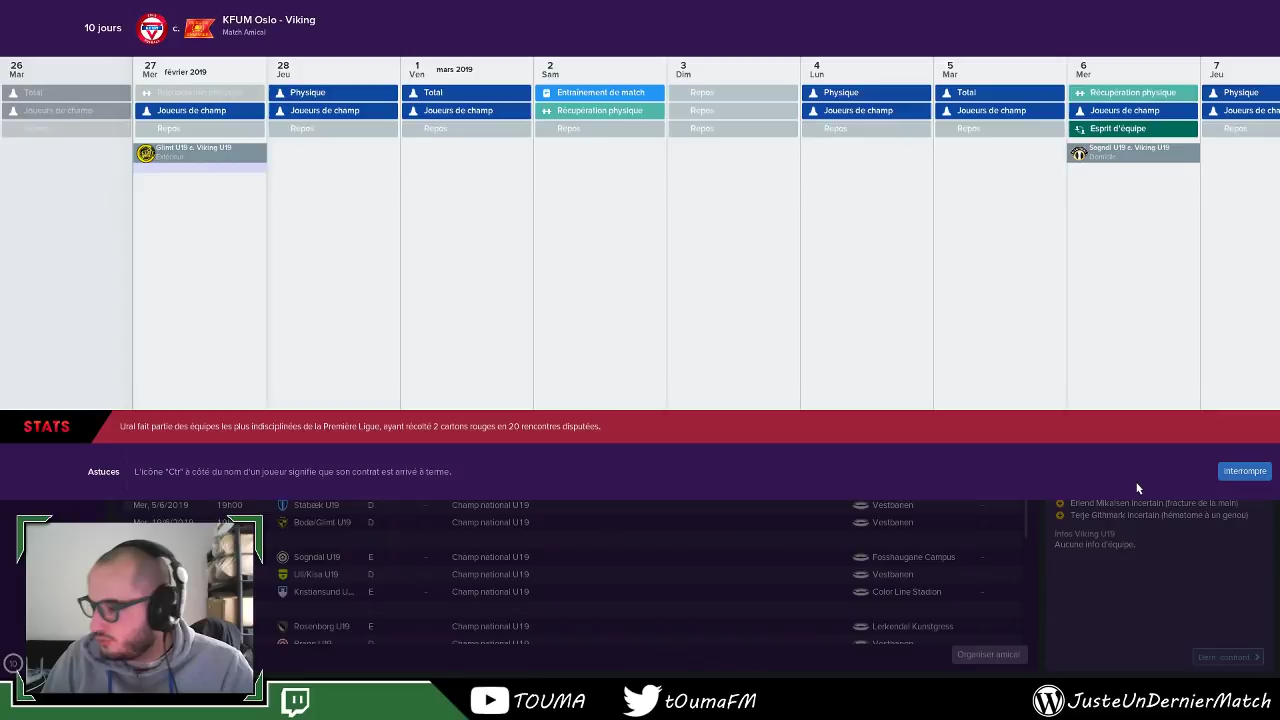 10 jours
c.
KFUM Oslo - Viking
Match Amical
26
Mar
27
Mer février 2019
28
Jeu
1
Ven mars 2019
2
Sam
3
Dim
4
Lun
5
Mar
6
Mer
7
Jeu
Total
Récupération physique
Physique
Total
Entraînement de match
Repos
Physique
Total
Récupération physique
Physique
Joueurs de champ
Joueurs de champ
Joueurs de champ
Joueurs de champ
Récupération physique
Repos
Joueurs de champ
Joueurs de champ
Joueurs de champ
Joueurs de cha
Repos
Repos
Repos
Repos
Repos
Repos
Repos
Repos
Esprit d'équipe
Repos
Glimt U19 c. Viking U19
Extérieur
Sogndl U19 c. Viking U19
Domicile
STATS
Ural fait partie des équipes les plus indisciplinées de la Première Ligue, ayant récolté 2 cartons rouges en 20 rencontres disputées.
Astuces
L'icône "Ctr" à côté du nom d'un joueur signifie que son contrat est arrivé à terme.
Interrompre
Mer, 5/6/2019 19h00 Stabæk U19 D Vestbanen -
Bodø/Glimt U19 D Vestbanen
Sogndal U19 E - Champ national U19 Fosshaugane Campus -
Ull/Kisa U19 D Champ national U19 Vestbanen
Kristiansund U... E - Champ national U19 Color Line Stadion -
Rosenborg U19 E Champ national U19 Lerkendal Kunstgress
Brann U19 D Champ national U19 Vestbanen
Organiser amical
Erlend Mikalsen incertain (fracture de la main)
Terje Githmark incertain (hématome à un genou)
Infos Viking U19
Aucune info d'équipe.
Dern. confront.
10
TOUMA
tOumaFM
JusteUnDernierMatch